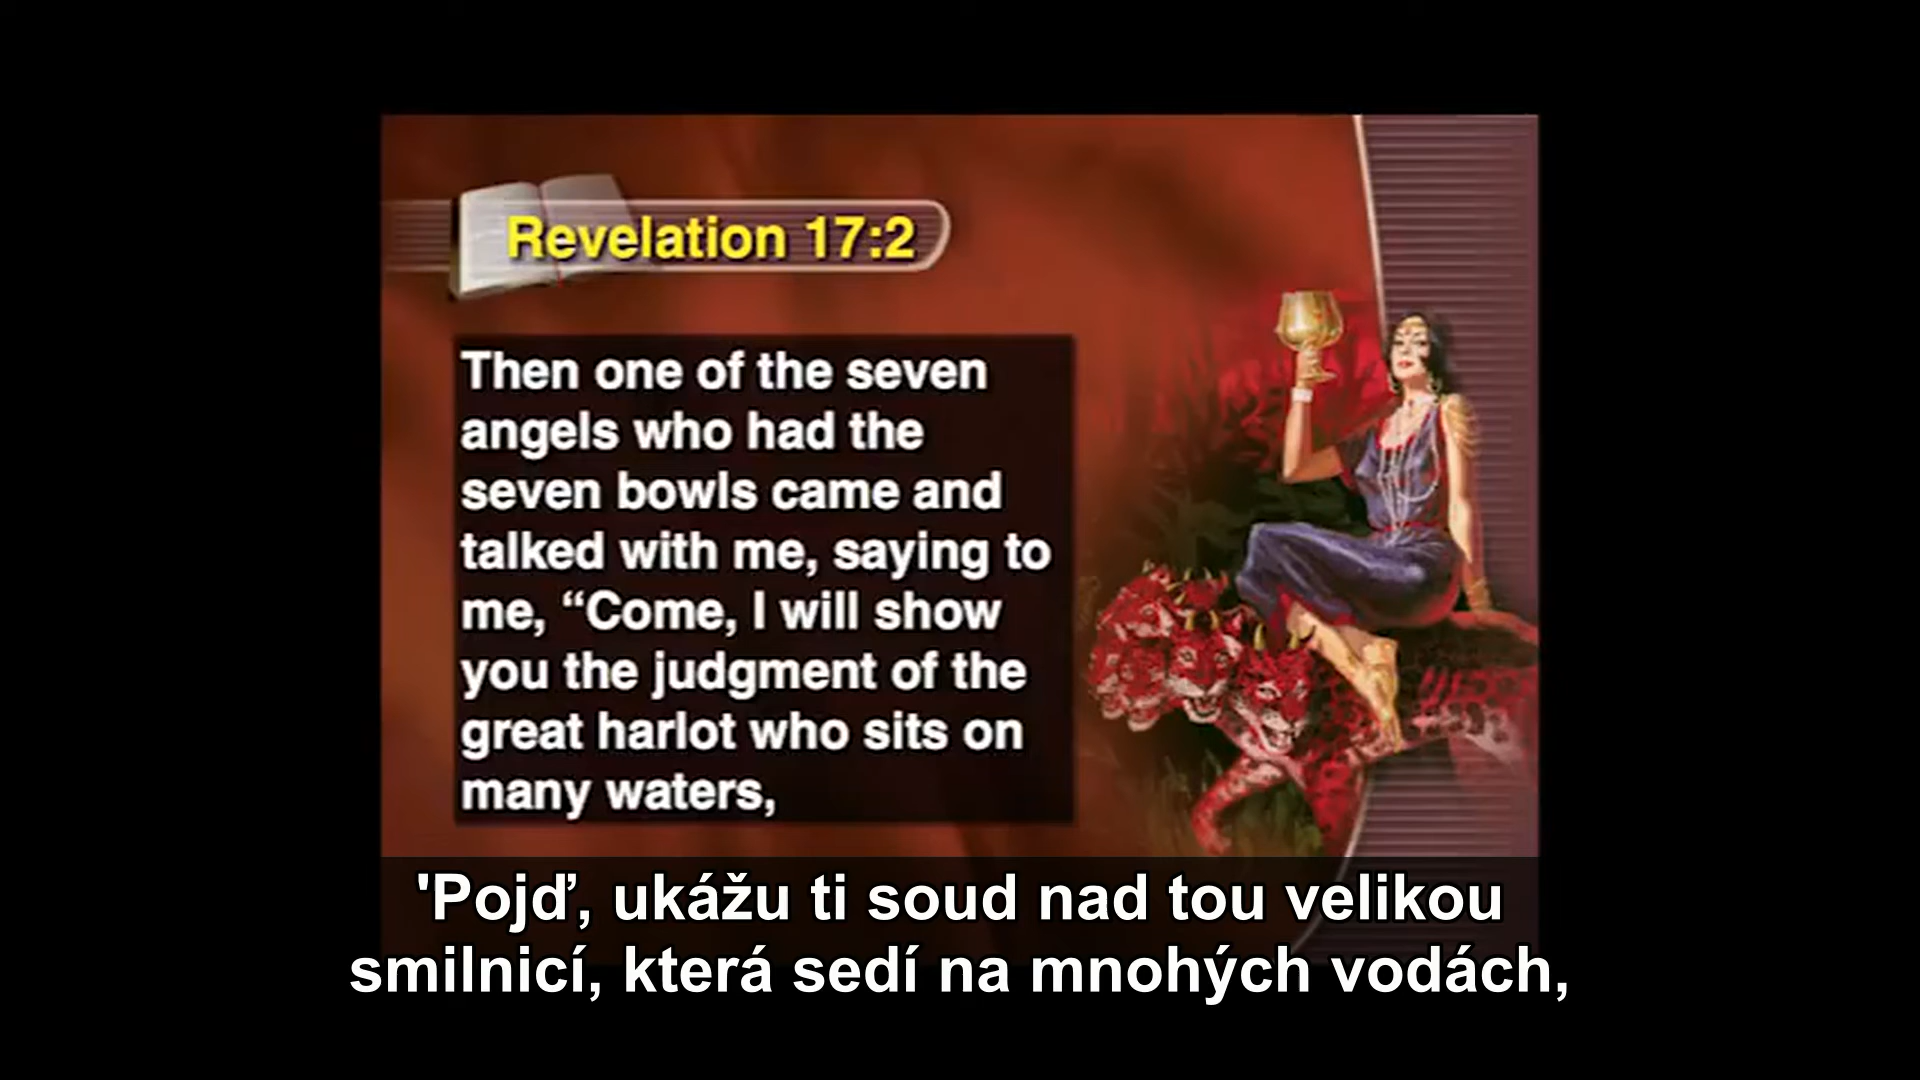 Revelation 17:2
Then one of the seven
angels who had the
seven bowls came and
talked with me, saying to
me, “Come, I will show
you the judgment of the
great harlot who sits on
many waters,
'Pojď, ukážu ti soud nad tou velikou
smilnicí, která sedí na mnohých vodách,